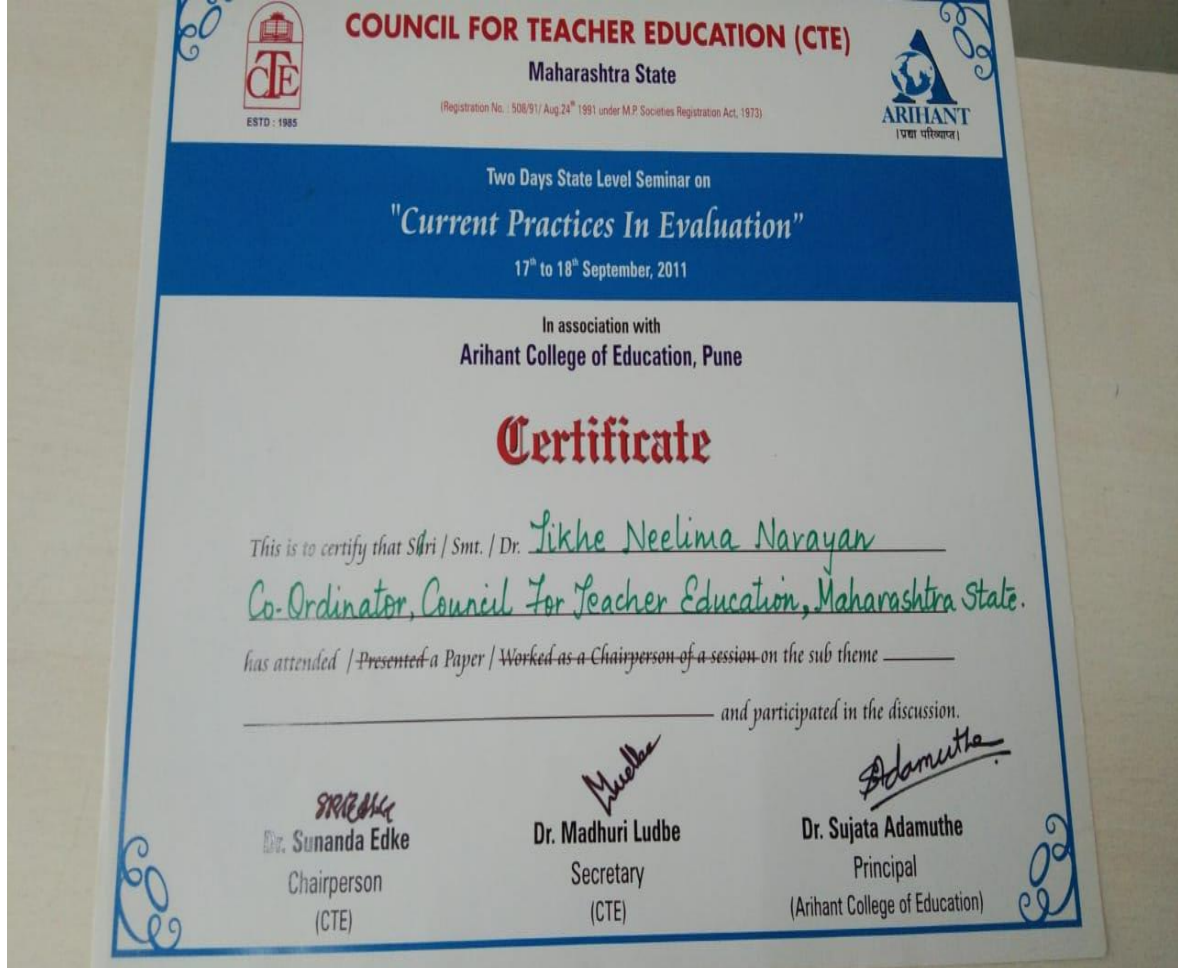 COUNCIL FOR TEACHER EDUCATION (CTE)
Maharashtra State
(Registration No. : 508/91/ Aug.24th 1991 under M.P. Societies Registration Act, 1973)
CTE
ESTD : 1985
ARIHANT
Two Days State Level Seminar on
"Current Practices In Evaluation"
17th to 18th September, 2011
In association with
Arihant College of Education, Pune
Certificate
This is to certify that Shri / Smt. / Dr. Tikhe Neelima Narayan
Co-Ordinator, Council For Teacher Education, Maharashtra State.
has attended / Presented a Paper / Worked as a Chairperson of a session on the sub theme
and participated in the discussion.
Adamuthe
Dr. Sunanda Edke
Chairperson
(CTE)
Dr. Madhuri Ludbe
Secretary
(CTE)
Dr. Sujata Adamuthe
Principal
(Arihant College of Education)